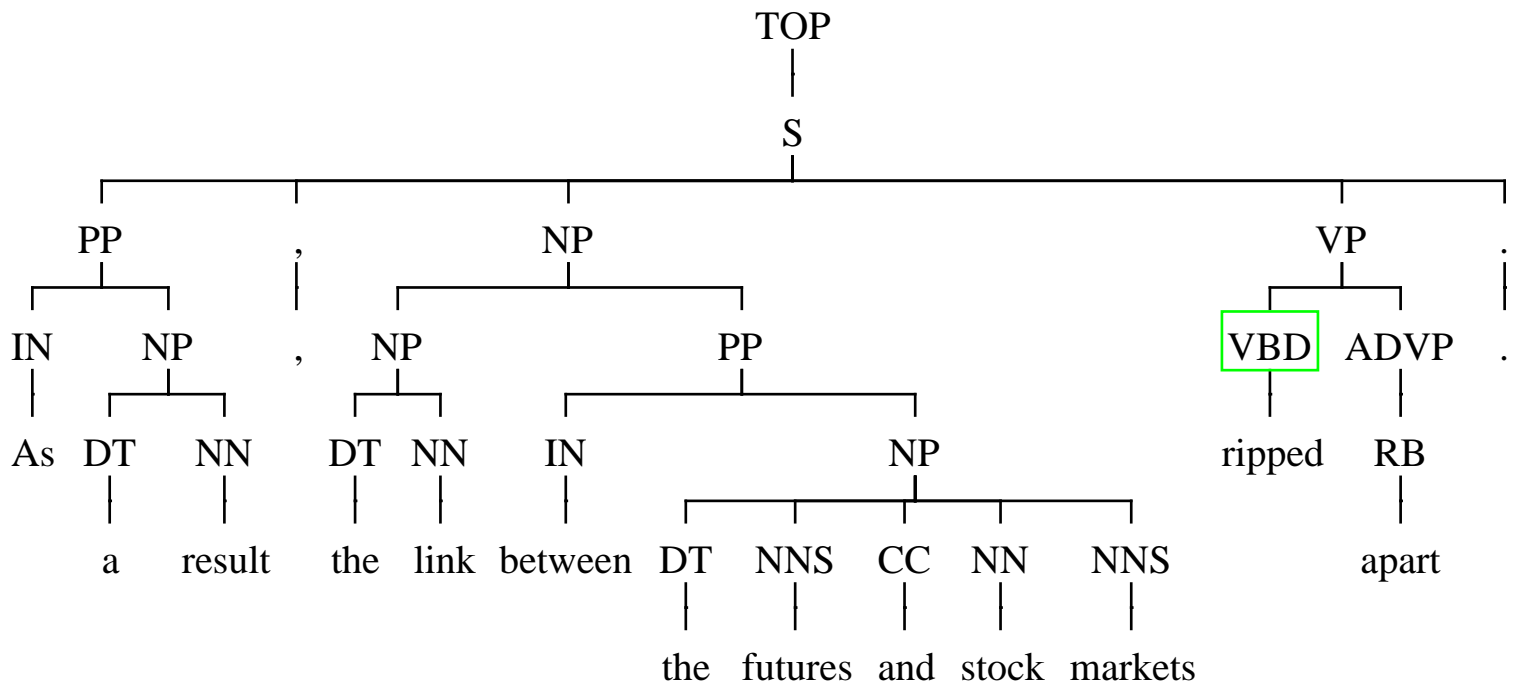 TOP
S
PP , NP VP .
IN NP , NP PP VBD ADVP .
As DT NN DT NN IN NP ripped RB
a result the link between DT NNS CC NN NNS apart
the futures and stock markets